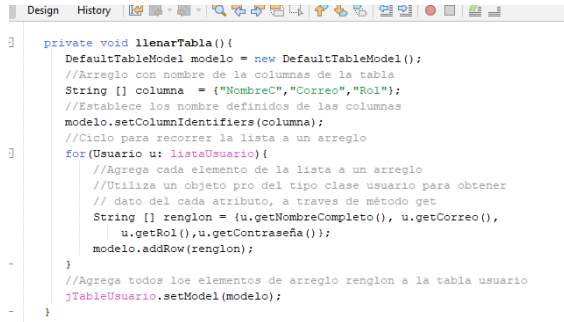 Design History
private void llenarTabla(){
DefaultTableModel modelo = new DefaultTableModel();
//Arreglo con nombre de la columnas de la tabla
String [] columna = {"NombreC","Correo","Rol"};
//Establece los nombre definidos de las columnas
modelo.setColumnIdentifiers(columna);
//Ciclo para recorrer la lista a un arreglo
for(Usuario u: listaUsuario){
//Agrega cada elemento de la lista a un arreglo
//Utiliza un objeto pro del tipo clase usuario para obtener
// dato del cada atributo, a traves de método get
String [] renglon = {u.getNombreCompleto(), u.getCorreo(),
u.getRol(),u.getContraseña()};
modelo.addRow(renglon);
}
//Agrega todos loe elementos de arreglo renglon a la tabla usuario
jTableUsuario.setModel(modelo);
}